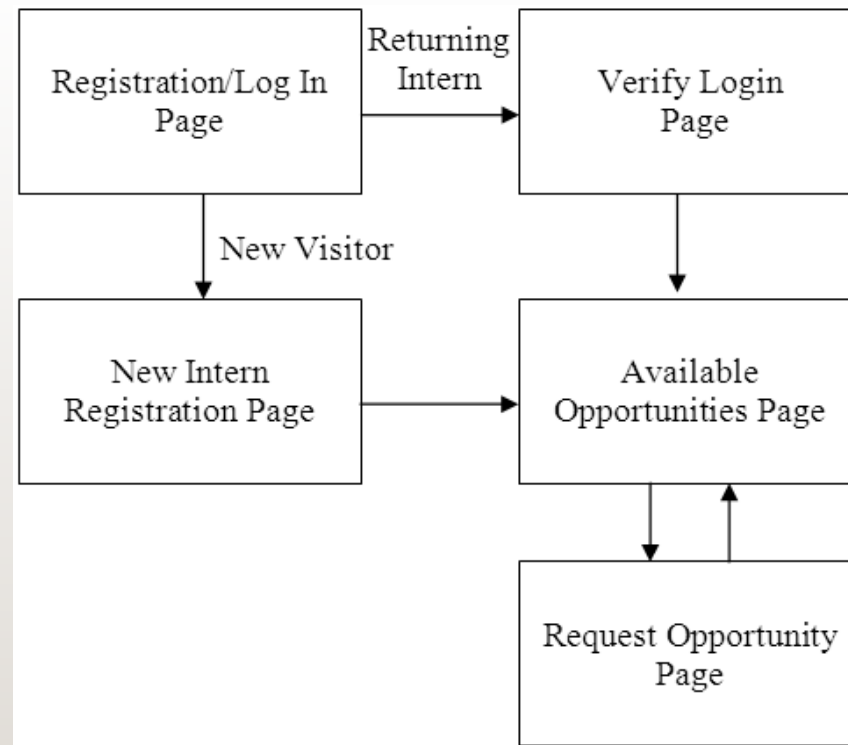 Registration/Log In
Page
Returning
Intern
Verify Login
Page
New Visitor
New Intern
Registration Page
Available
Opportunities Page
Request Opportunity
Page